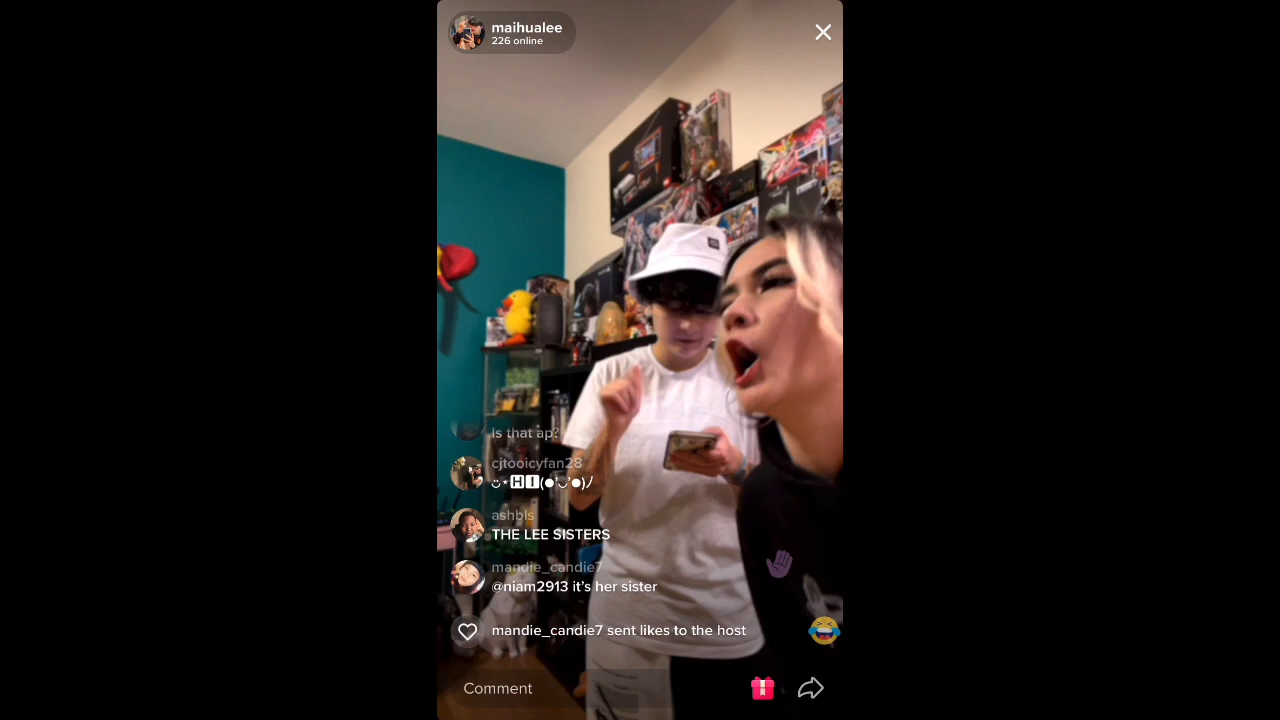 maihualee
226 online
Is that ap?
cjtooicyfan28
Ꙭ⋆🅷🅸(●'◡'●)ﾉ
ashbls
THE LEE SISTERS
mandie_candie7
@niam2913 it's her sister
mandie_candie7 sent likes to the host
Comment